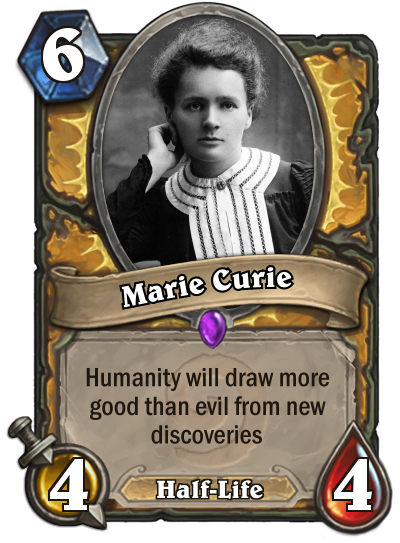 6
Marie Curie
Humanity will draw more
good than evil from new
discoveries
4
Half-Life
4